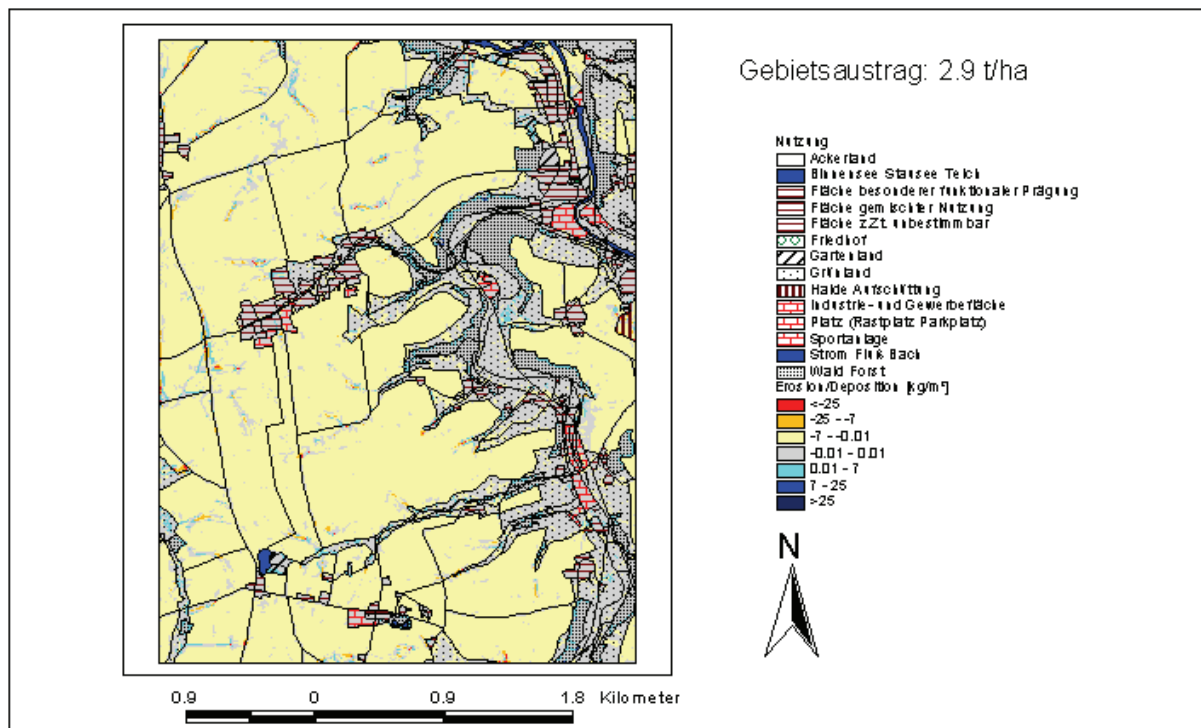 Gebietsaustrag: 2.9 t/ha
Nutzung
Ackerland
Binnensee Stausee Teich
Fläche besonderer funktionaler Prägung
Fläche gemischter Nutzung
Fläche z.Zt. unbestimmbar
Friedhof
Gartenland
Grünland
Halde Aufschüttung
Industrie- und Gewerbefläche
Platz (Rastplatz Parkplatz)
Sportanlage
Strom Fluß Bach
Wald Forst
Erosion/Deposition [kg/m²]
<-25
-25 - -7
-7 - -0.01
-0.01 - 0.01
0.01 - 7
7 - 25
>25
N
0.9 0 0.9 1.8 Kilometer